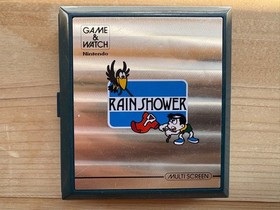 GAME
&
WATCH
Nintendo
RAIN SHOWER
MULTI SCREEN